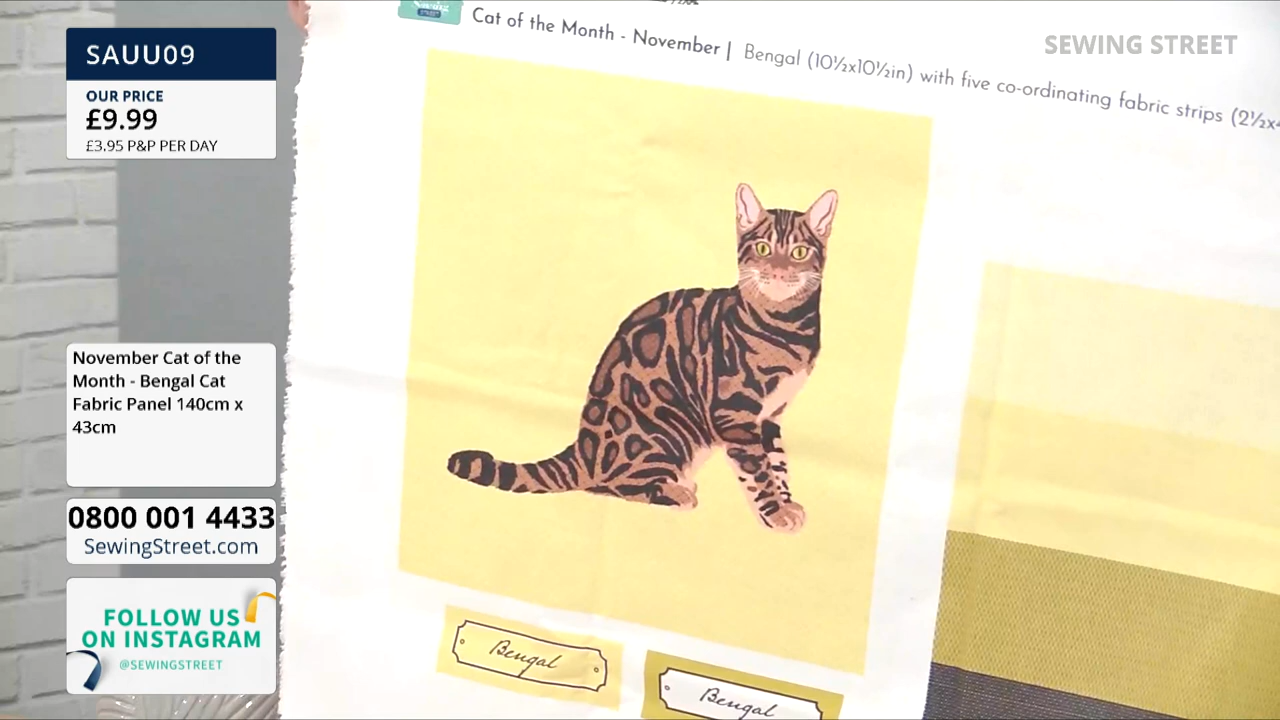 SAUU09
OUR PRICE
£9.99
£3.95 P&P PER DAY
November Cat of the
Month - Bengal Cat
Fabric Panel 140cm x
43cm
0800 001 4433
SewingStreet.com
FOLLOW US
ON INSTAGRAM
@SEWINGSTREET
SEWING STREET
Cat of the Month - November | Bengal (10½x10½in) with five co-ordinating fabric strips (2½x
Bengal
Bengal